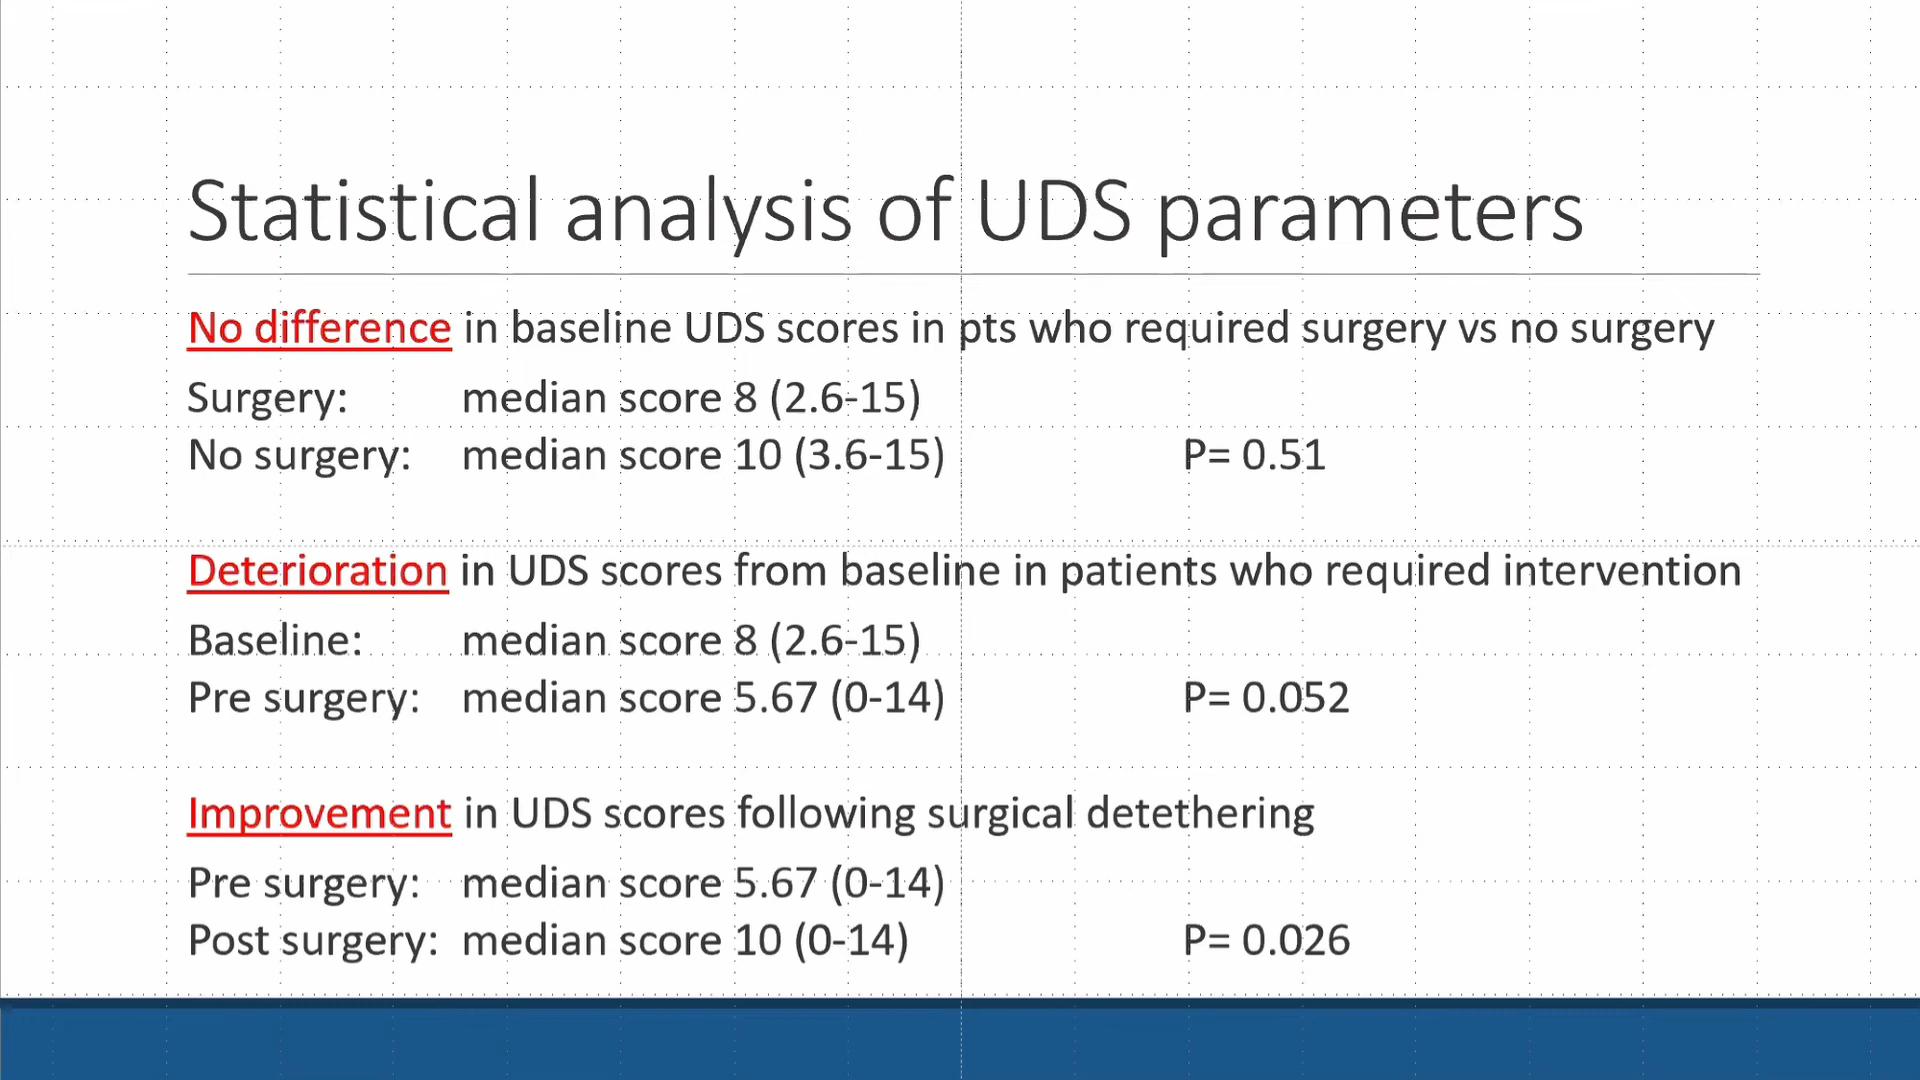 Statistical analysis of UDS parameters
No difference in baseline UDS scores in pts who required surgery vs no surgery
Surgery: median score 8 (2.6-15)
No surgery: median score 10 (3.6-15) P= 0.51
Deterioration in UDS scores from baseline in patients who required intervention
Baseline: median score 8 (2.6-15)
Pre surgery: median score 5.67 (0-14) P= 0.052
Improvement in UDS scores following surgical detethering
Pre surgery: median score 5.67 (0-14)
Post surgery: median score 10 (0-14) P= 0.026